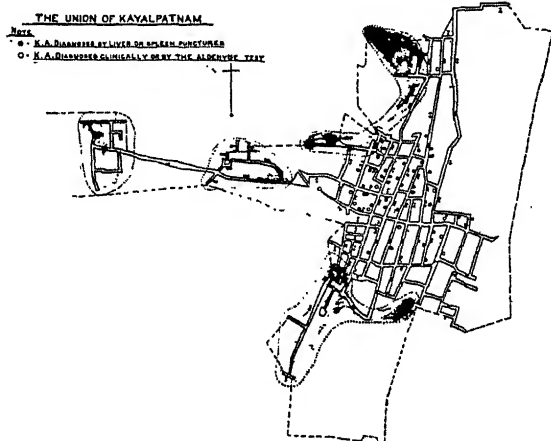 THE UNION OF KAYALPATNAM
NOTE
● - K.A. DIAGNOSED BY LIVER OR SPLEEN PUNCTURES
○ - K.A. DIAGNOSED CLINICALLY OR BY THE ALDEHYDE TEST